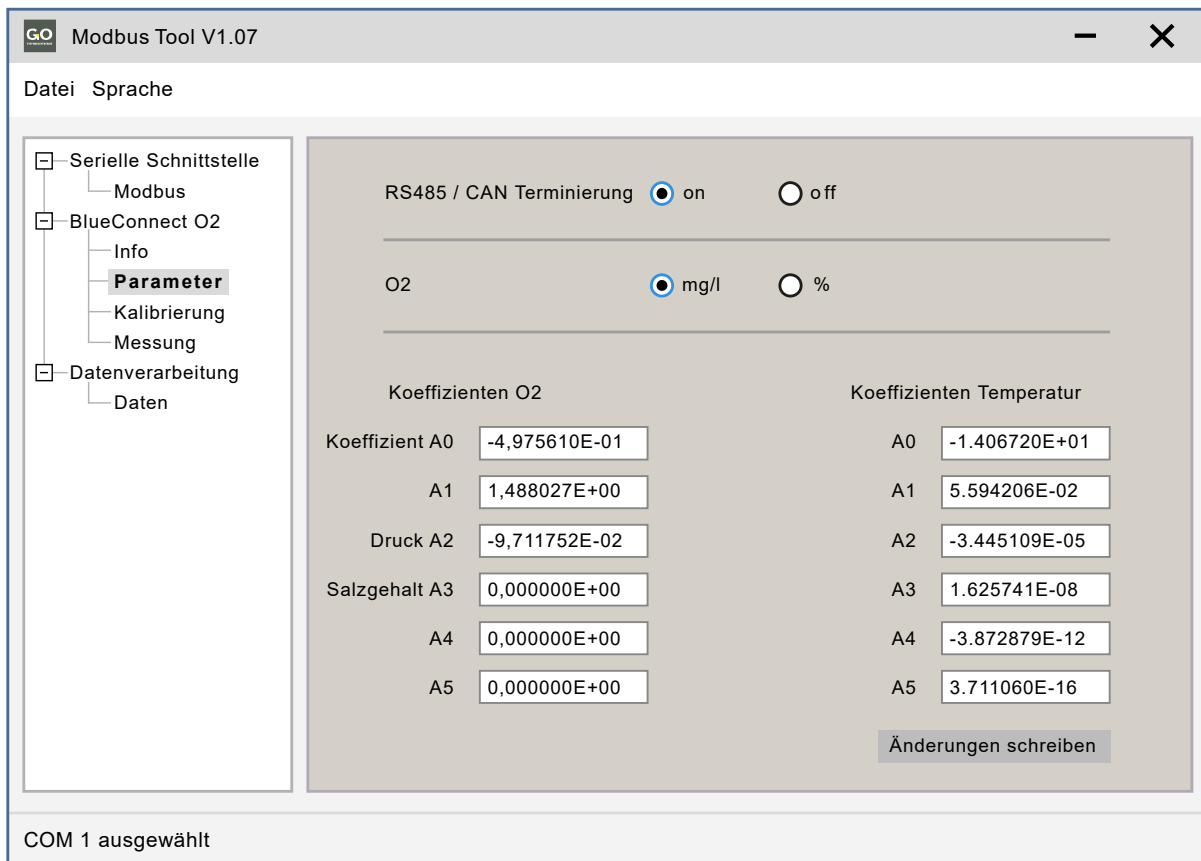 GO
Modbus Tool V1.07
Datei Sprache
Serielle Schnittstelle
Modbus
BlueConnect O2
Info
Parameter
Kalibrierung
Messung
Datenverarbeitung
Daten
RS485 / CAN Terminierung on off
O2 mg/l %
Koeffizienten O2 Koeffizienten Temperatur
Koeffizient A0 -4,975610E-01 A0 -1.406720E+01
A1 1,488027E+00 A1 5.594206E-02
Druck A2 -9,711752E-02 A2 -3.445109E-05
Salzgehalt A3 0,000000E+00 A3 1.625741E-08
A4 0,000000E+00 A4 -3.872879E-12
A5 0,000000E+00 A5 3.711060E-16
Änderungen schreiben
COM 1 ausgewählt